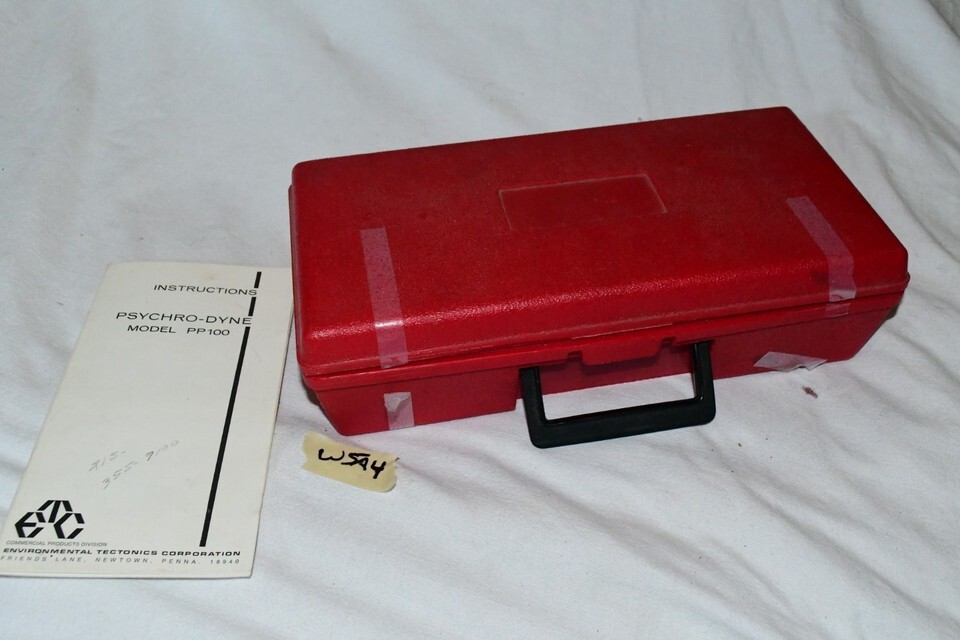 INSTRUCTIONS
PSYCHRO-DYNE
MODEL PP100
215-
355-9100
ETC
COMMERCIAL PRODUCTS DIVISION
ENVIRONMENTAL TECTONICS CORPORATION
FRIENDS' LANE, NEWTOWN, PENNA. 18940